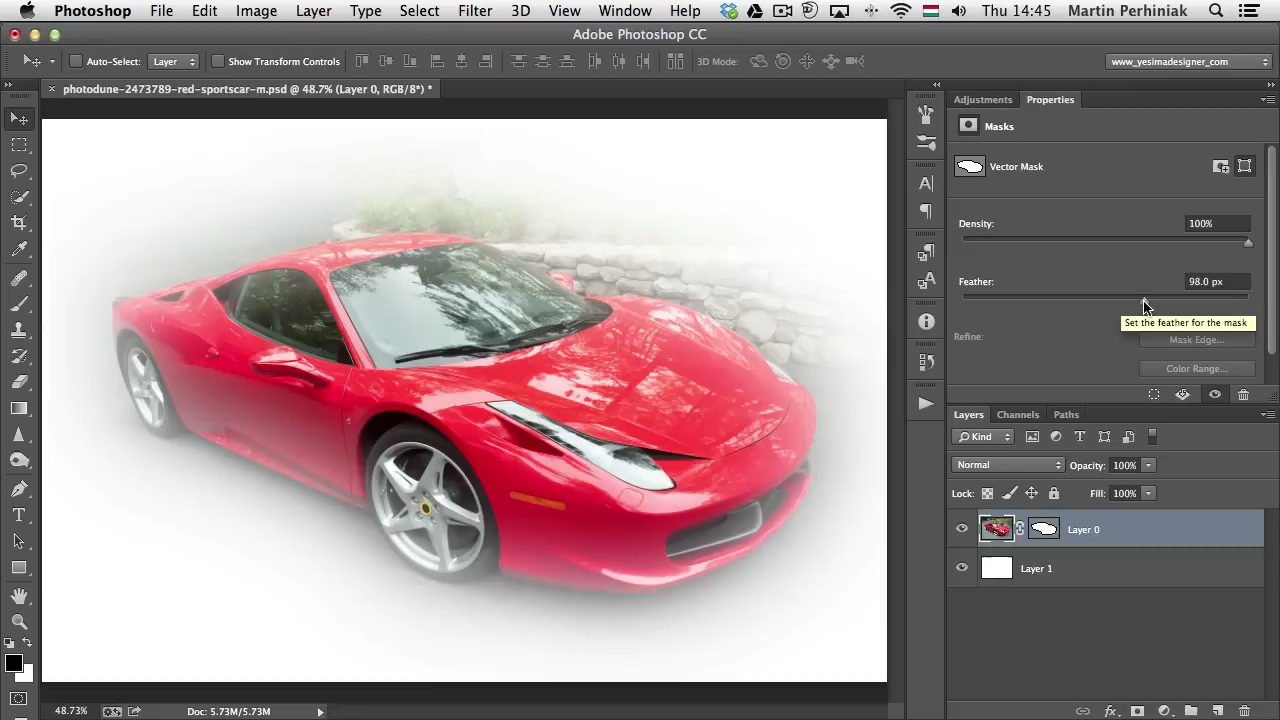 Photoshop File Edit Image Layer Type Select Filter 3D View Window Help Thu 14:45 Martin Perhiniak
Adobe Photoshop CC
Auto-Select: Layer Show Transform Controls 3D Mode: www_yesimadesigner_com
× photodune-2473789-red-sportscar-m.psd @ 48.7% (Layer 0, RGB/8*) *
Adjustments Properties
Masks
Vector Mask
Density: 100%
Feather: 98.0 px
Set the feather for the mask
Refine: Mask Edge...
Color Range...
Layers Channels Paths
Kind
Normal Opacity: 100%
Lock: Fill: 100%
Layer 0
Layer 1
48.73% Doc: 5.73M/5.73M